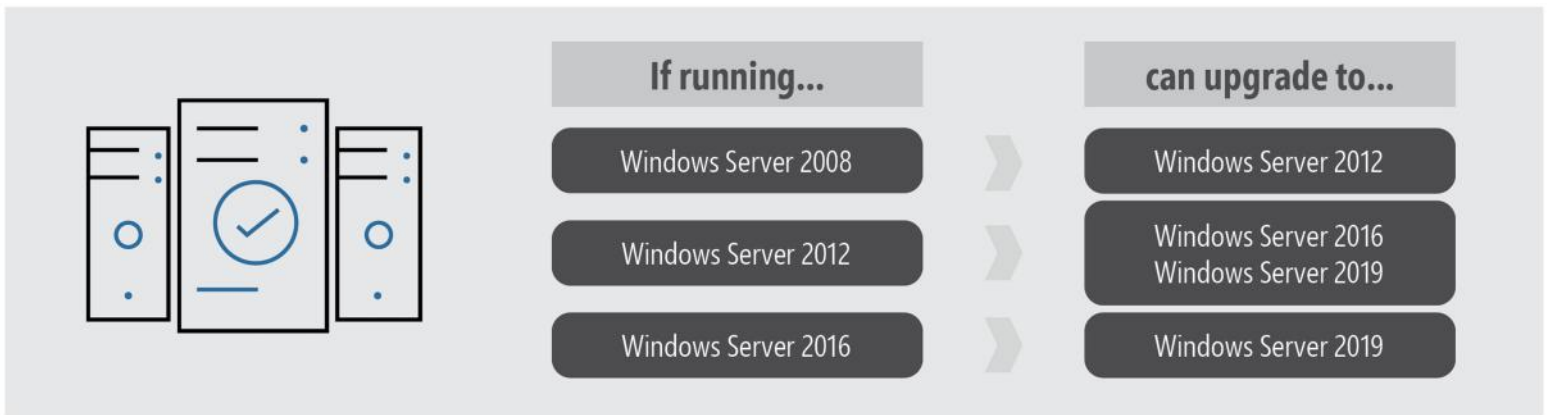 If running...
can upgrade to...
Windows Server 2008
Windows Server 2012
Windows Server 2012
Windows Server 2016
Windows Server 2019
Windows Server 2016
Windows Server 2019